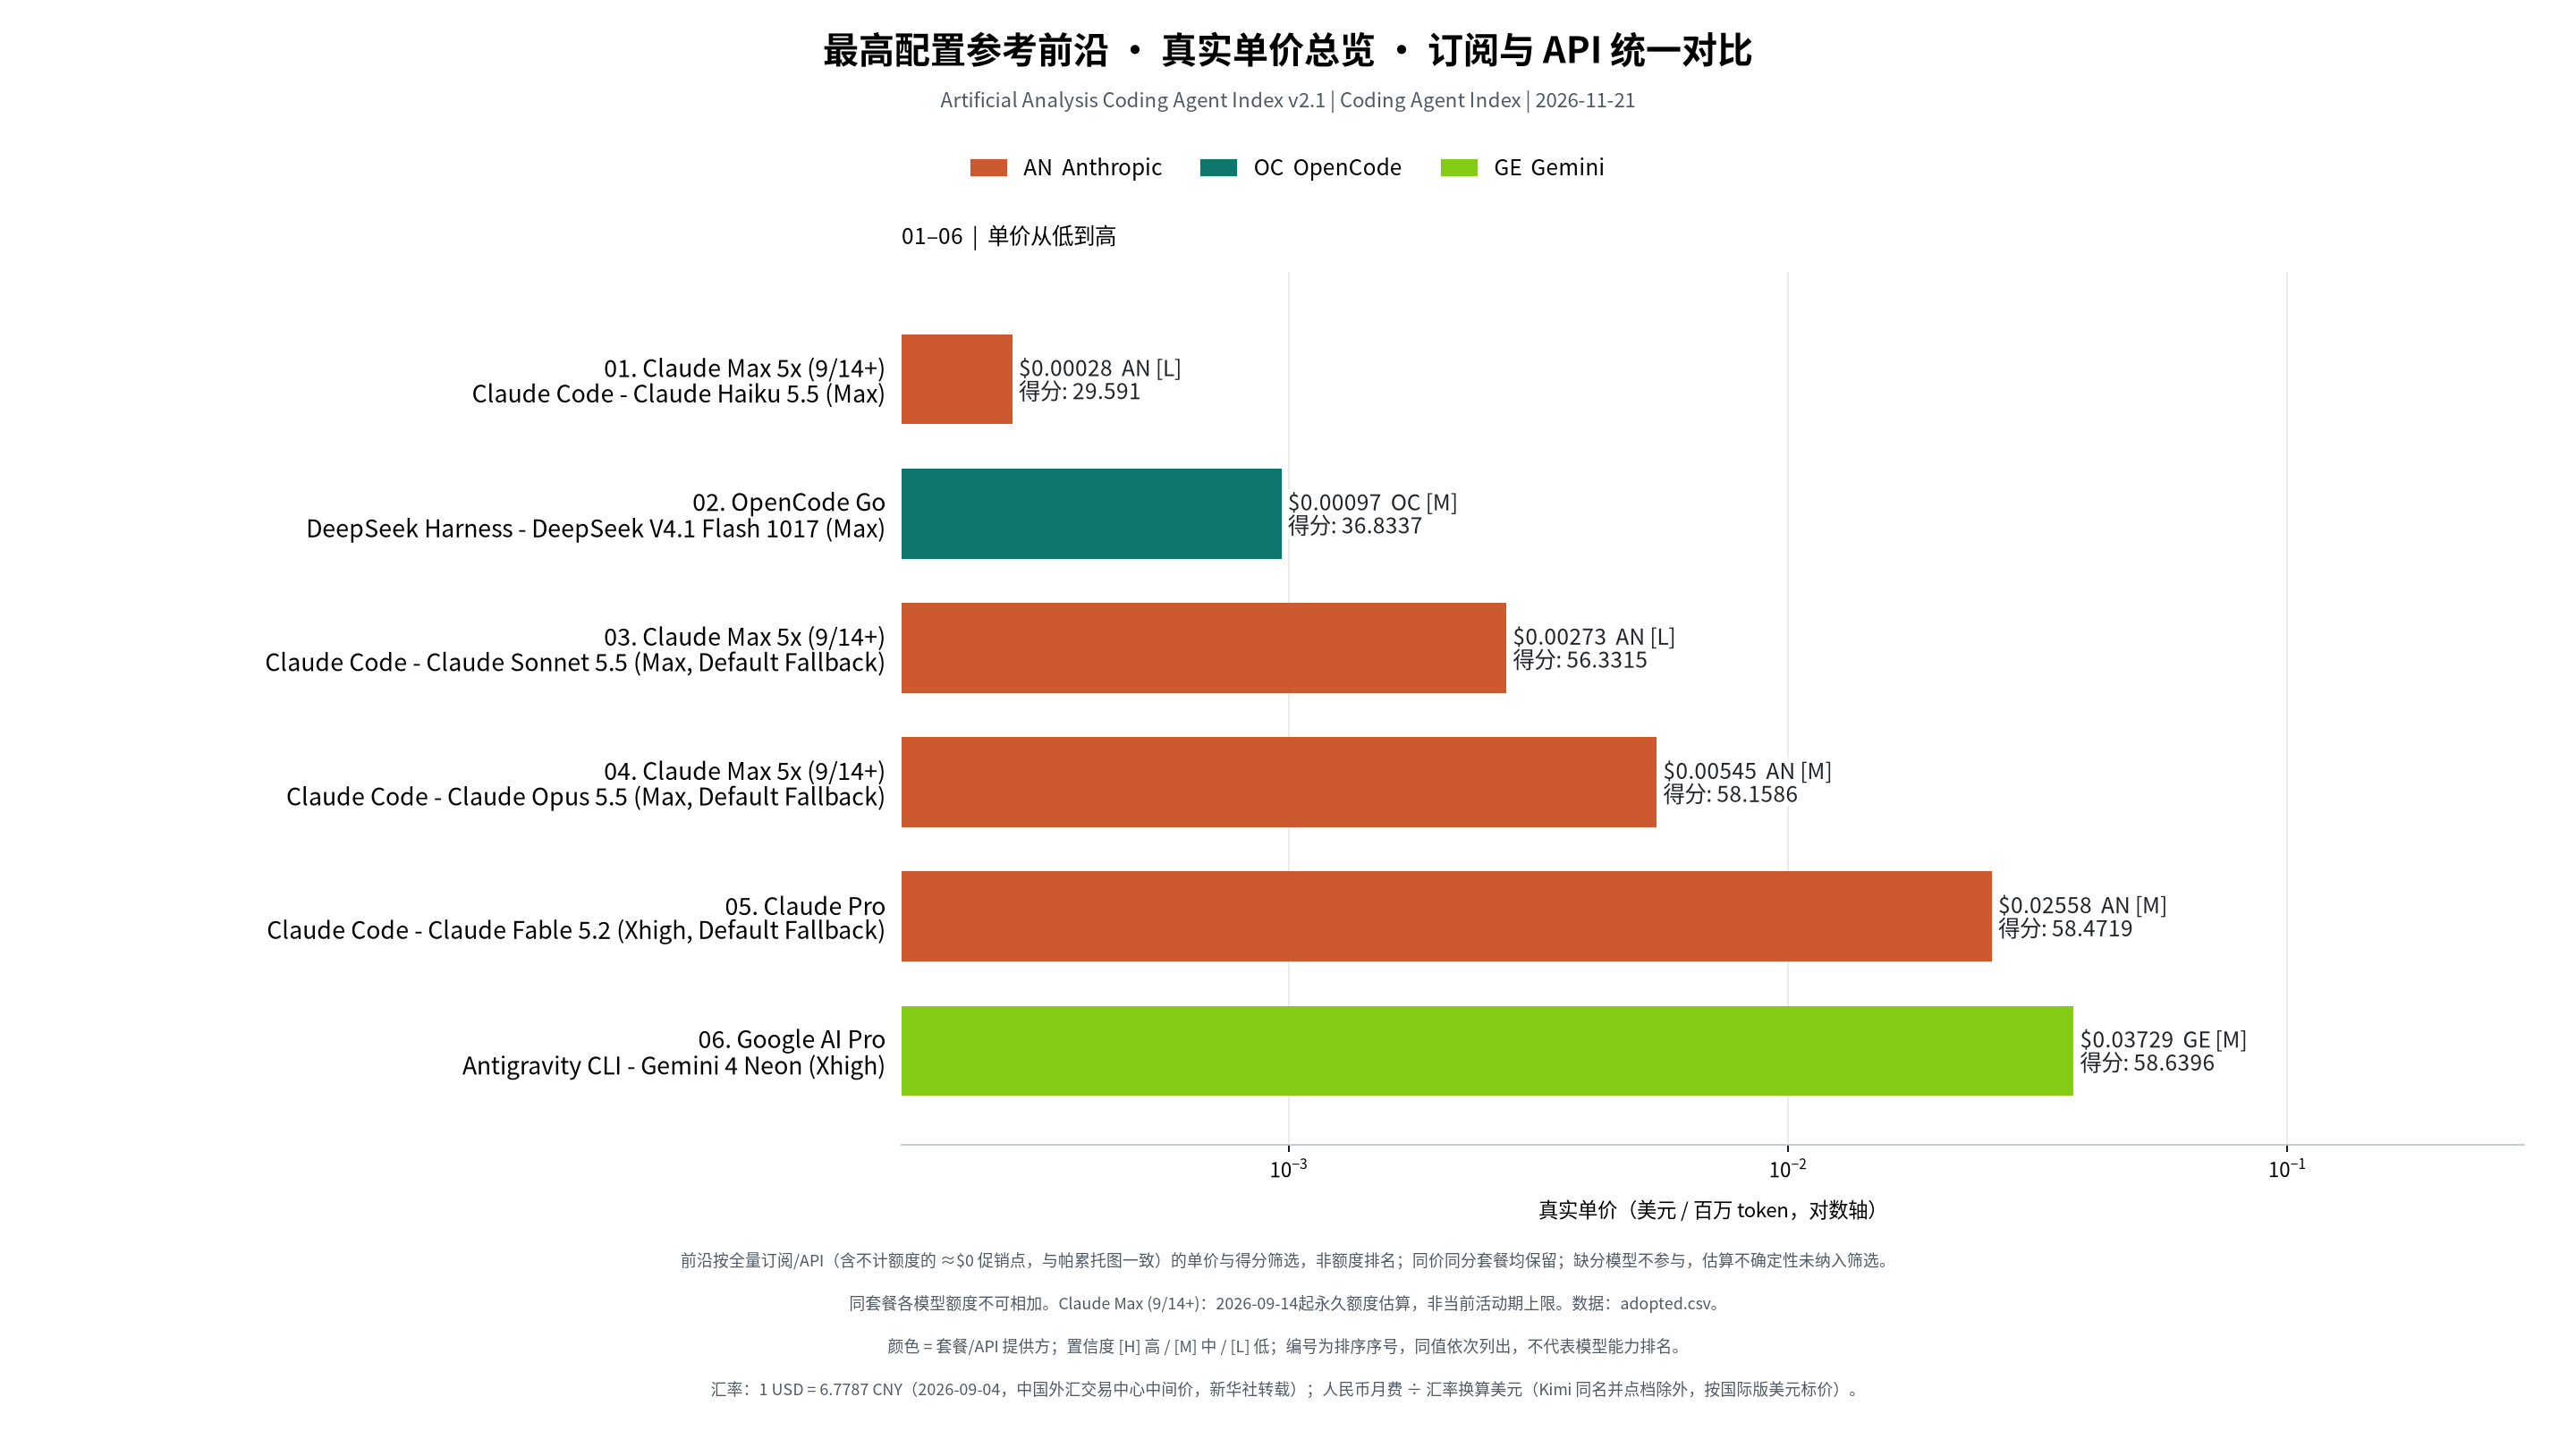 最高配置参考前沿 · 真实单价总览 · 订阅与 API 统一对比
Artificial Analysis Coding Agent Index v2.1 | Coding Agent Index | 2026-11-21
AN Anthropic
OC OpenCode
GE Gemini
01–06 | 单价从低到高
01. Claude Max 5x (9/14+)
Claude Code - Claude Haiku 5.5 (Max)
$0.00028 AN [L]
得分: 29.591
02. OpenCode Go
DeepSeek Harness - DeepSeek V4.1 Flash 1017 (Max)
$0.00097 OC [M]
得分: 36.8337
03. Claude Max 5x (9/14+)
Claude Code - Claude Sonnet 5.5 (Max, Default Fallback)
$0.00273 AN [L]
得分: 56.3315
04. Claude Max 5x (9/14+)
Claude Code - Claude Opus 5.5 (Max, Default Fallback)
$0.00545 AN [M]
得分: 58.1586
05. Claude Pro
Claude Code - Claude Fable 5.2 (Xhigh, Default Fallback)
$0.02558 AN [M]
得分: 58.4719
06. Google AI Pro
Antigravity CLI - Gemini 4 Neon (Xhigh)
$0.03729 GE [M]
得分: 58.6396
10⁻³
10⁻²
10⁻¹
真实单价（美元 / 百万 token，对数轴）
前沿按全量订阅/API（含不计额度的 ≈$0 促销点，与帕累托图一致）的单价与得分筛选，非额度排名；同价同分套餐均保留；缺分模型不参与，估算不确定性未纳入筛选。
同套餐各模型额度不可相加。Claude Max (9/14+)：2026-09-14起永久额度估算，非当前活动期上限。数据：adopted.csv。
颜色 = 套餐/API 提供方；置信度 [H] 高 / [M] 中 / [L] 低；编号为排序序号，同值依次列出，不代表模型能力排名。
汇率：1 USD = 6.7787 CNY（2026-09-04，中国外汇交易中心中间价，新华社转载）；人民币月费 ÷ 汇率换算美元（Kimi 同名并点档除外，按国际版美元标价）。